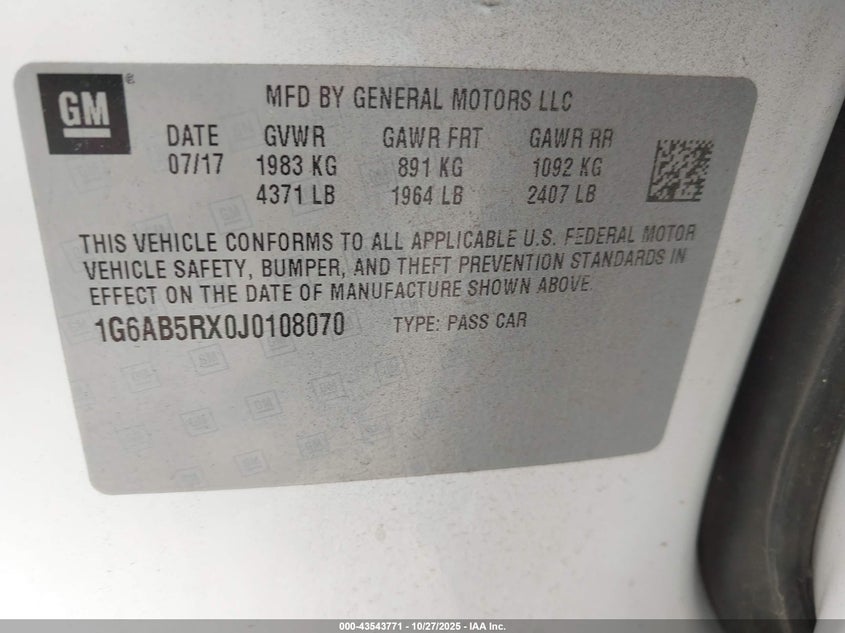 GM
®
MFD BY GENERAL MOTORS LLC
DATE GVWR GAWR FRT GAWR RR
07/17 1983 KG 891 KG 1092 KG
4371 LB 1964 LB 2407 LB
THIS VEHICLE CONFORMS TO ALL APPLICABLE U.S. FEDERAL MOTOR
VEHICLE SAFETY, BUMPER, AND THEFT PREVENTION STANDARDS IN
EFFECT ON THE DATE OF MANUFACTURE SHOWN ABOVE.
1G6AB5RX0J0108070 TYPE: PASS CAR
000-43543771 | 10/27/2025 - IAA Inc.